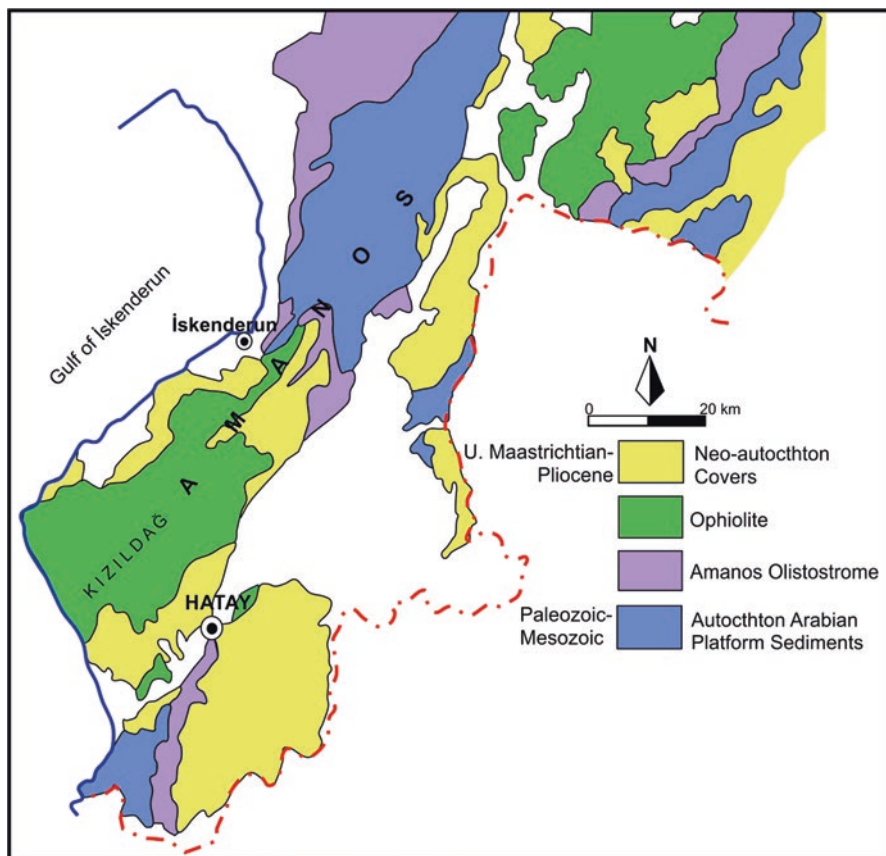 Gulf of İskenderun
İskenderun
AMANOS
KIZILDAĞ
HATAY
N
0 20 km
U. Maastrichtian-
Pliocene
Neo-autocthton
Covers
Ophiolite
Amanos Olistostrome
Paleozoic-
Mesozoic
Autocthton Arabian
Platform Sediments